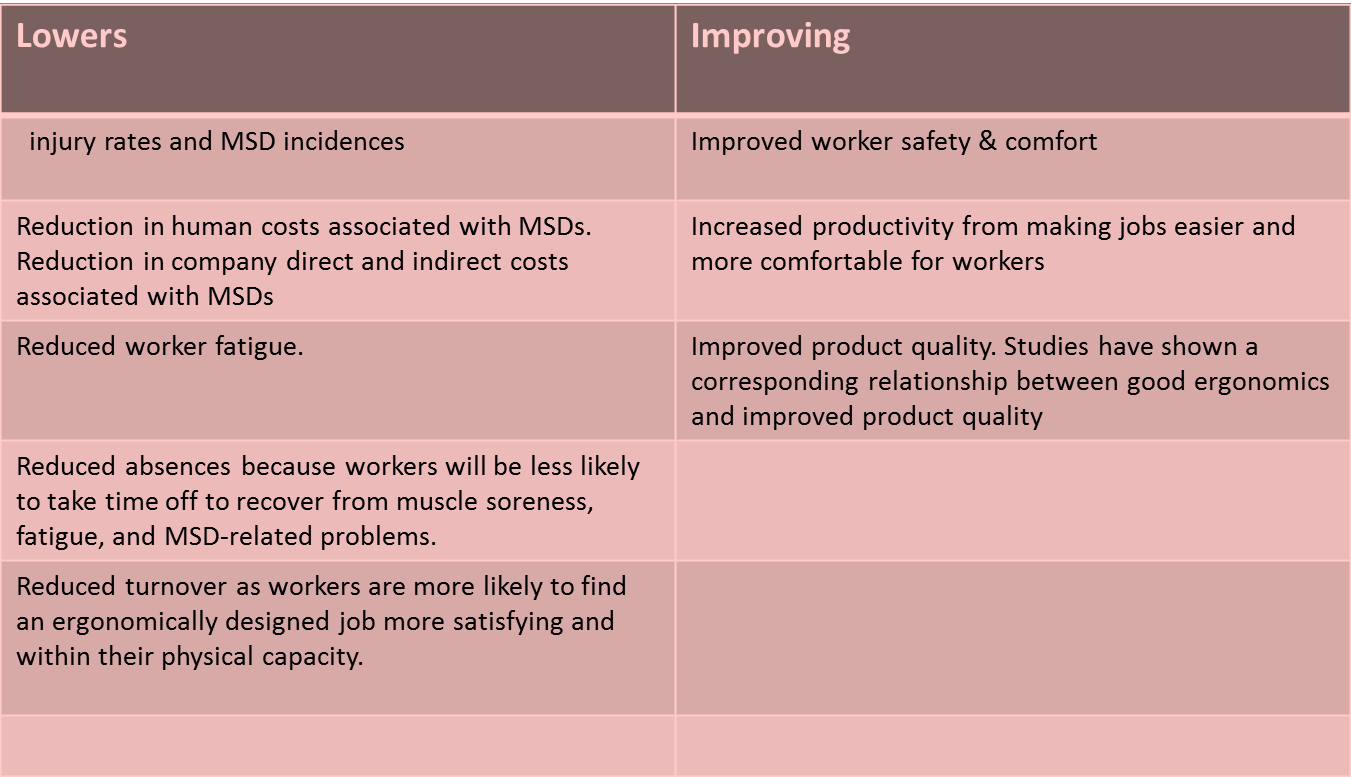 Lowers
Improving
injury rates and MSD incidences
Improved worker safety & comfort
Reduction in human costs associated with MSDs.
Reduction in company direct and indirect costs
associated with MSDs
Increased productivity from making jobs easier and
more comfortable for workers
Reduced worker fatigue.
Improved product quality. Studies have shown a
corresponding relationship between good ergonomics
and improved product quality
Reduced absences because workers will be less likely
to take time off to recover from muscle soreness,
fatigue, and MSD-related problems.
Reduced turnover as workers are more likely to find
an ergonomically designed job more satisfying and
within their physical capacity.